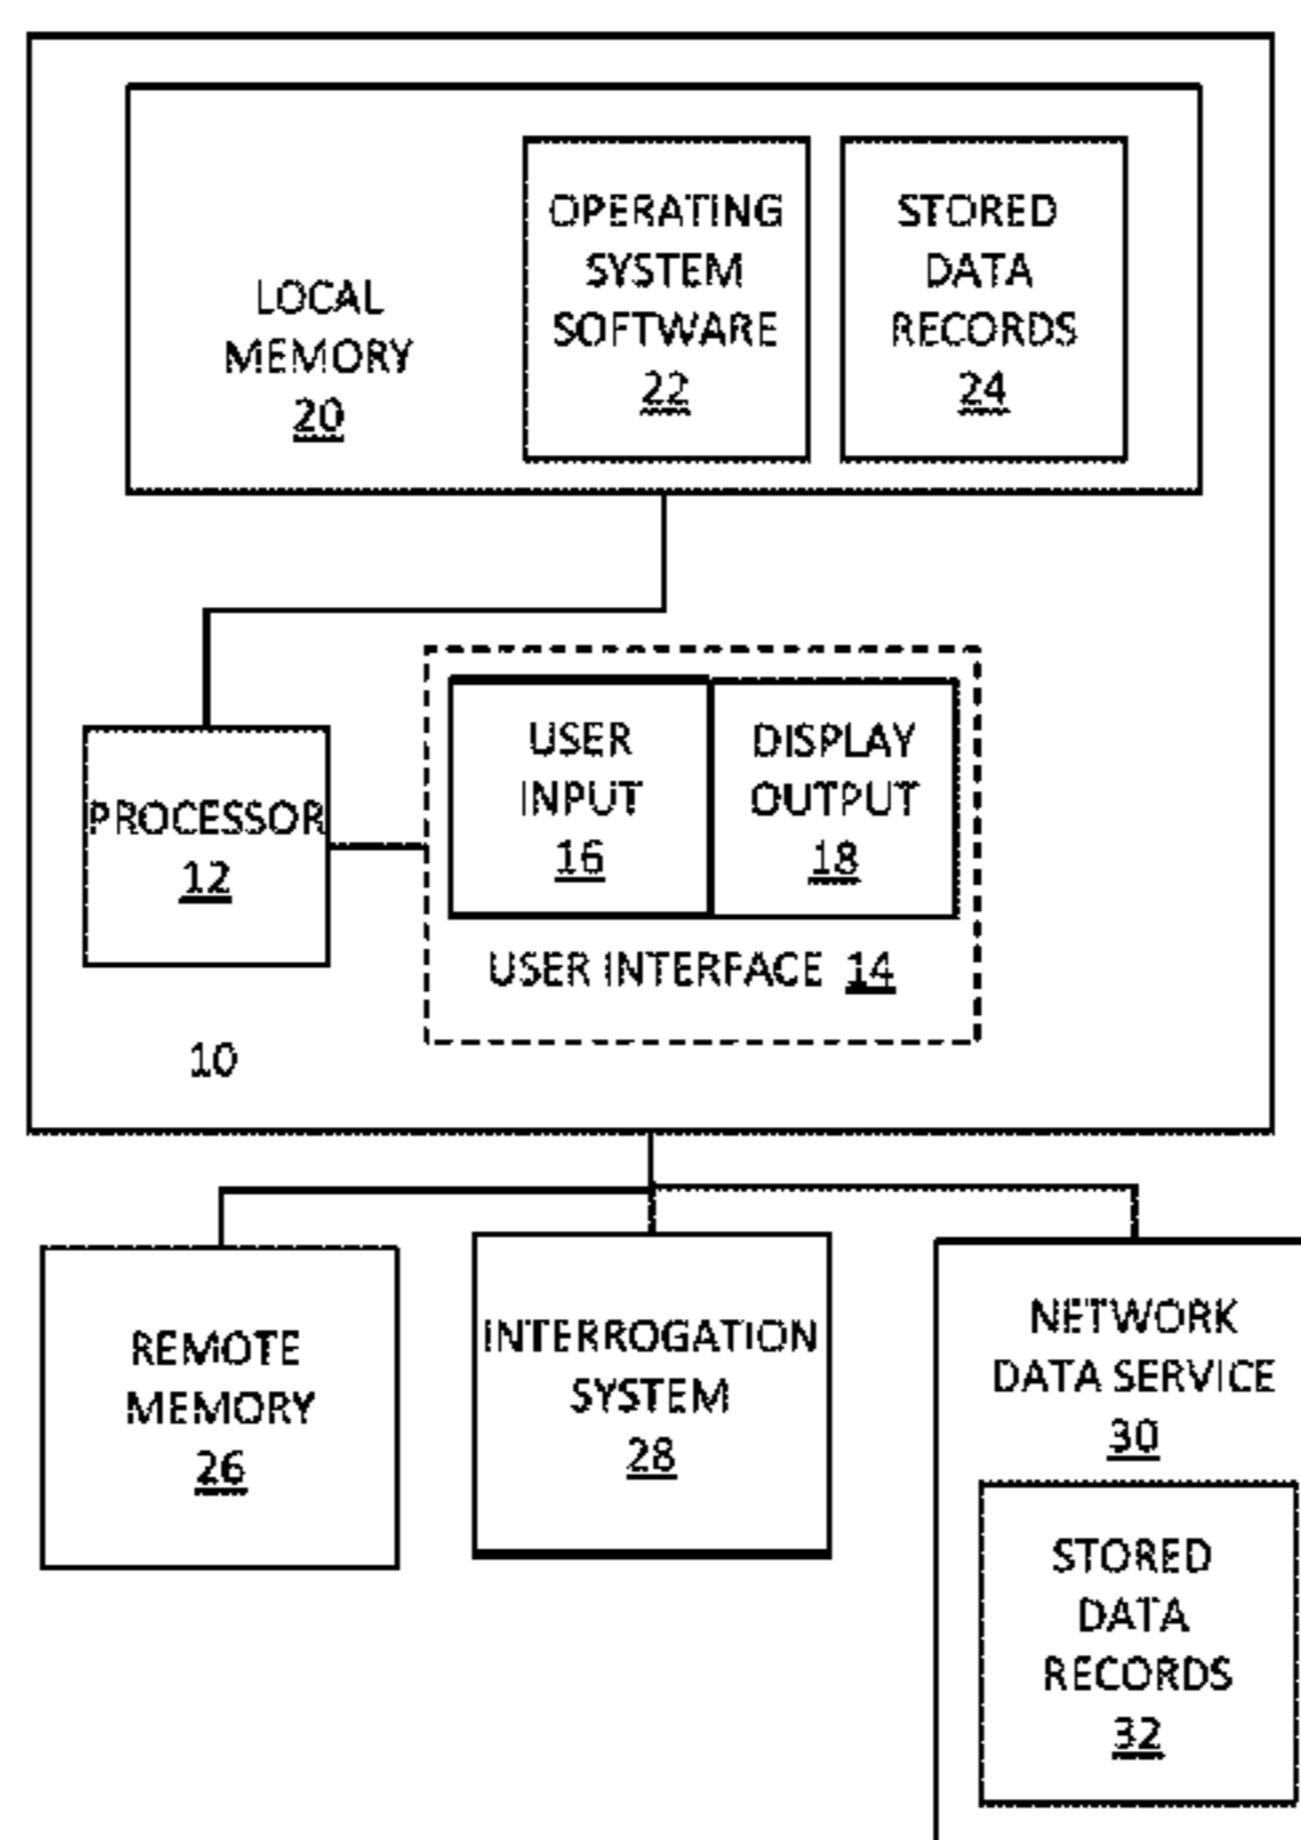 LOCAL
MEMORY
20
OPERATING
SYSTEM
SOFTWARE
22
STORED
DATA
RECORDS
24
PROCESSOR
12
USER
INPUT
16
DISPLAY
OUTPUT
18
USER INTERFACE 14
10
REMOTE
MEMORY
26
INTERROGATION
SYSTEM
28
NETWORK
DATA SERVICE
30
STORED
DATA
RECORDS
32